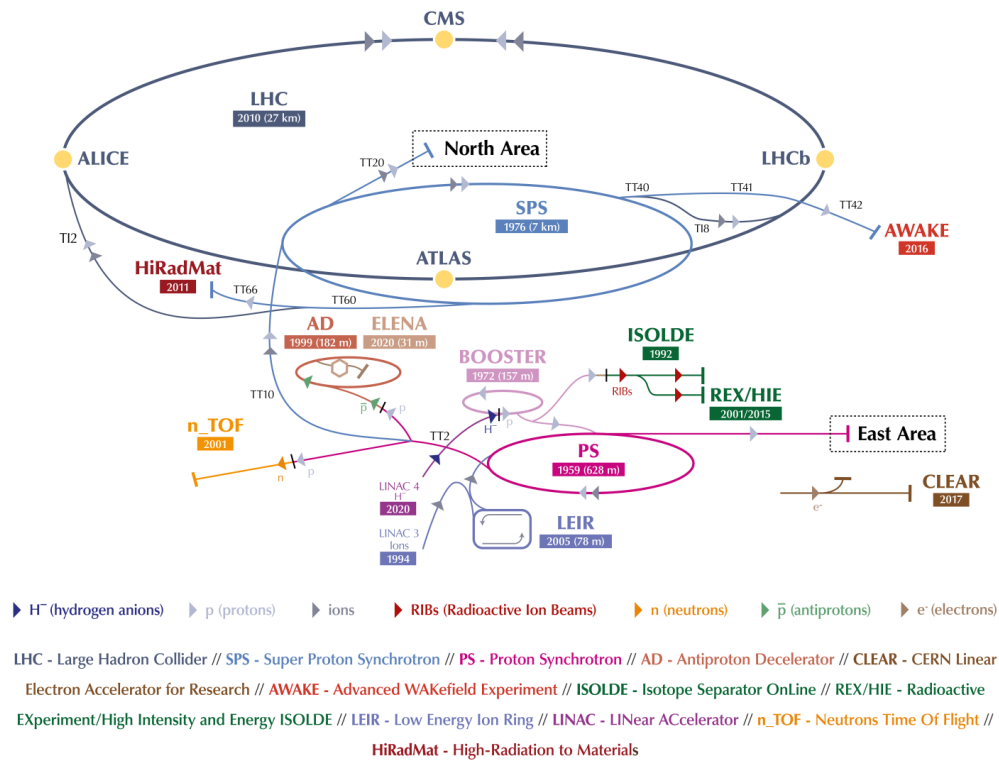 CMS
LHC
2010 (27 km)
North Area
TT20
ALICE
LHCb
TT40
TT41
SPS
1976 (7 km)
TT42
TI8
AWAKE
2016
TI2
ATLAS
HiRadMat
2011
TT66
TT60
AD
1999 (182 m)
ELENA
2020 (31 m)
ISOLDE
1992
BOOSTER
1972 (157 m)
RIBs
REX/HIE
2001/2015
TT10
p̅
p
H⁻
p
n_TOF
2001
TT2
East Area
PS
1959 (628 m)
n
p
LINAC 4
H⁻
2020
CLEAR
2017
e⁻
LEIR
2005 (78 m)
LINAC 3
Ions
1994
H⁻ (hydrogen anions) p (protons) ions RIBs (Radioactive Ion Beams) n (neutrons) p̅ (antiprotons) e⁻ (electrons)
LHC - Large Hadron Collider // SPS - Super Proton Synchrotron // PS - Proton Synchrotron // AD - Antiproton Decelerator // CLEAR - CERN Linear
Electron Accelerator for Research // AWAKE - Advanced WAKefield Experiment // ISOLDE - Isotope Separator OnLine // REX/HIE - Radioactive
EXperiment/High Intensity and Energy ISOLDE // LEIR - Low Energy Ion Ring // LINAC - LINear ACcelerator // n_TOF - Neutrons Time Of Flight //
HiRadMat - High-Radiation to Materials